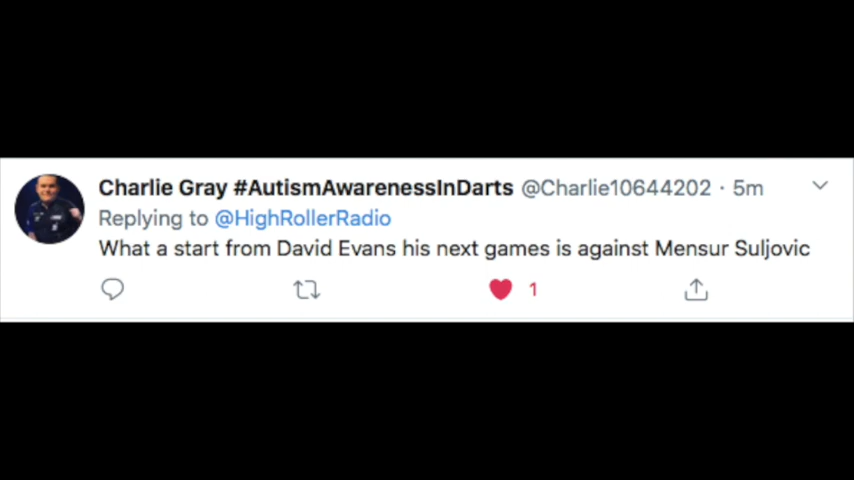 Charlie Gray #AutismAwarenessInDarts @Charlie10644202 · 5m
Replying to @HighRollerRadio
What a start from David Evans his next games is against Mensur Suljovic
1